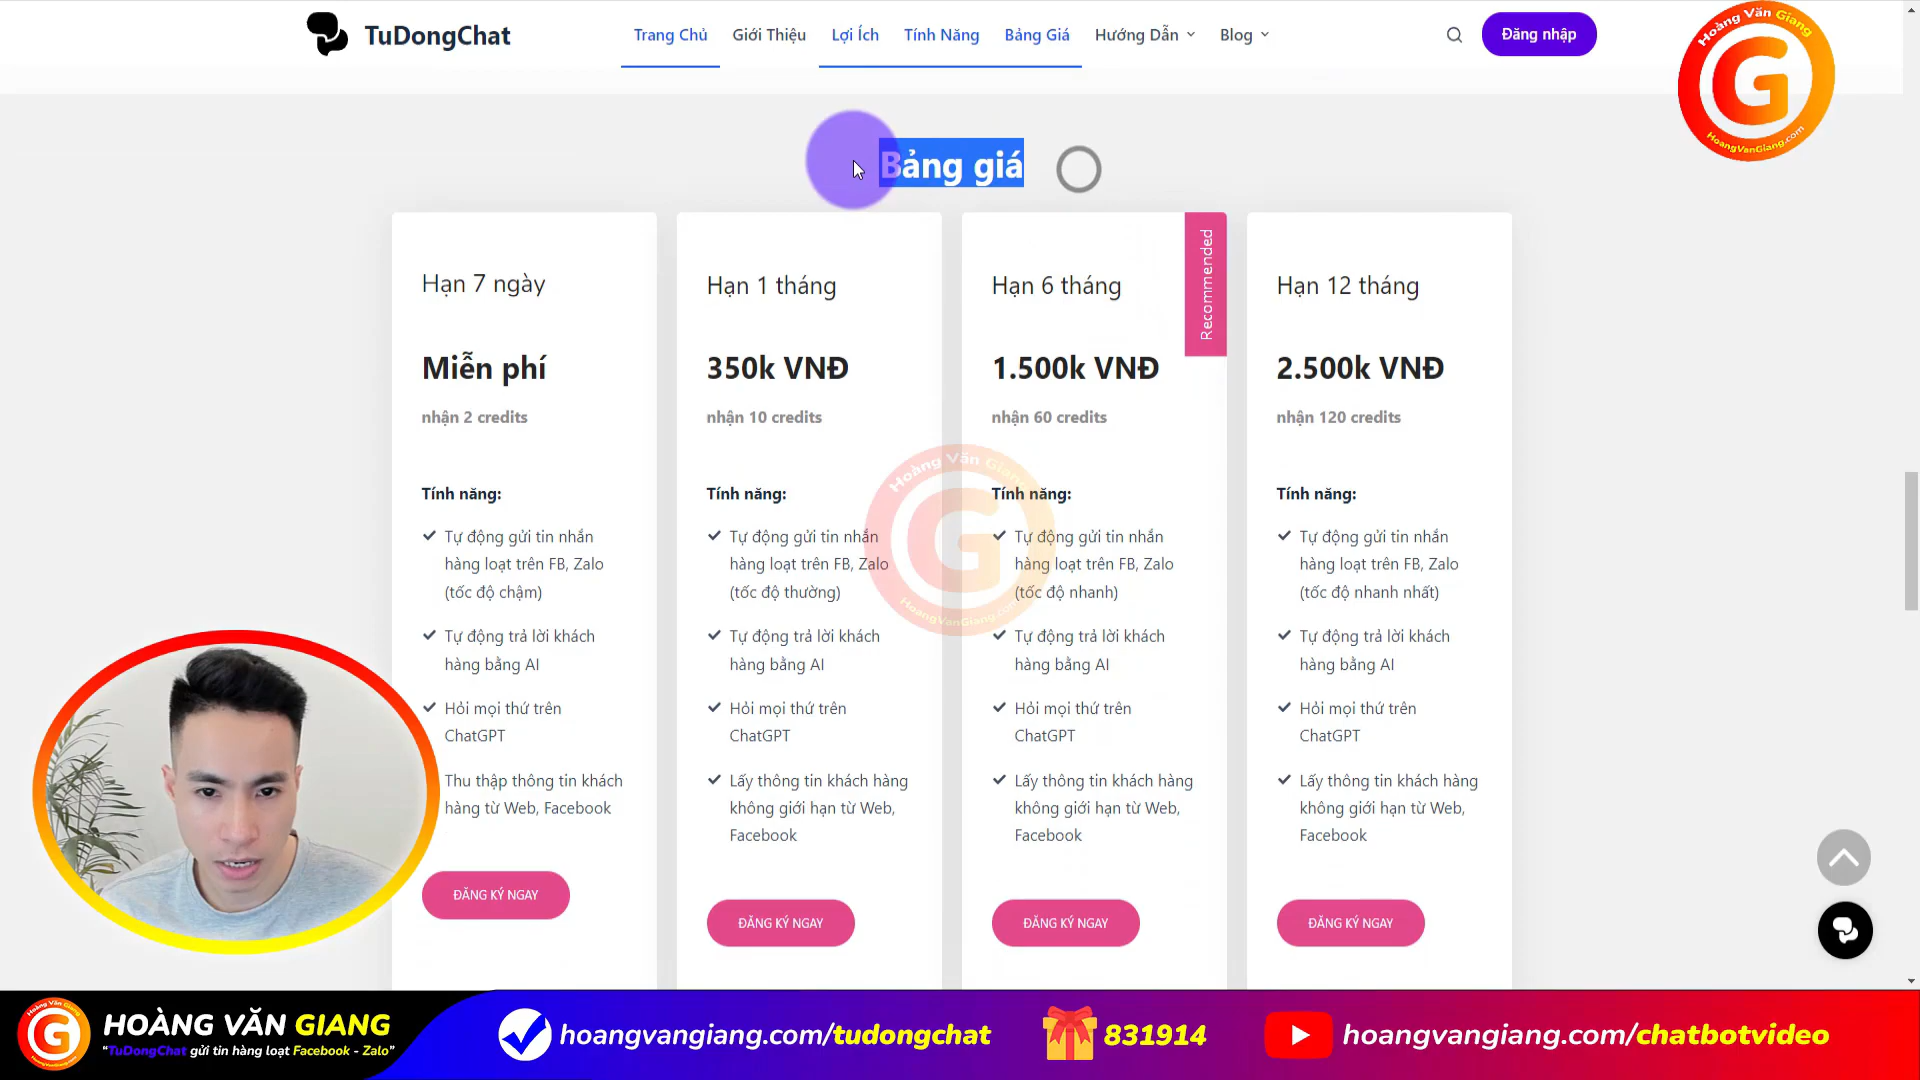 TuDongChat
Trang Chủ
Giới Thiệu
Lợi Ích
Tính Năng
Bảng Giá
Hướng Dẫn
Blog
Đăng nhập
Hoàng Văn Giang
G
HoangVanGiang.com
Bảng giá
Hạn 7 ngày
Miễn phí
nhận 2 credits
Tính năng:
Tự động gửi tin nhắn
hàng loạt trên FB, Zalo
(tốc độ chậm)
Tự động trả lời khách
hàng bằng AI
Hỏi mọi thứ trên
ChatGPT
Thu thập thông tin khách
hàng từ Web, Facebook
ĐĂNG KÝ NGAY
Hạn 1 tháng
350k VNĐ
nhận 10 credits
Tính năng:
Tự động gửi tin nhắn
hàng loạt trên FB, Zalo
(tốc độ thường)
Tự động trả lời khách
hàng bằng AI
Hỏi mọi thứ trên
ChatGPT
Lấy thông tin khách hàng
không giới hạn từ Web,
Facebook
ĐĂNG KÝ NGAY
Hạn 6 tháng
Recommended
1.500k VNĐ
nhận 60 credits
Tính năng:
Tự động gửi tin nhắn
hàng loạt trên FB, Zalo
(tốc độ nhanh)
Tự động trả lời khách
hàng bằng AI
Hỏi mọi thứ trên
ChatGPT
Lấy thông tin khách hàng
không giới hạn từ Web,
Facebook
ĐĂNG KÝ NGAY
Hạn 12 tháng
2.500k VNĐ
nhận 120 credits
Tính năng:
Tự động gửi tin nhắn
hàng loạt trên FB, Zalo
(tốc độ nhanh nhất)
Tự động trả lời khách
hàng bằng AI
Hỏi mọi thứ trên
ChatGPT
Lấy thông tin khách hàng
không giới hạn từ Web,
Facebook
ĐĂNG KÝ NGAY
Hoàng Văn Giang
G
HoangVanGiang.com
G
HOÀNG VĂN GIANG
“TuDongChat gửi tin hàng loạt Facebook - Zalo”
hoangvangiang.com/tudongchat
831914
hoangvangiang.com/chatbotvideo